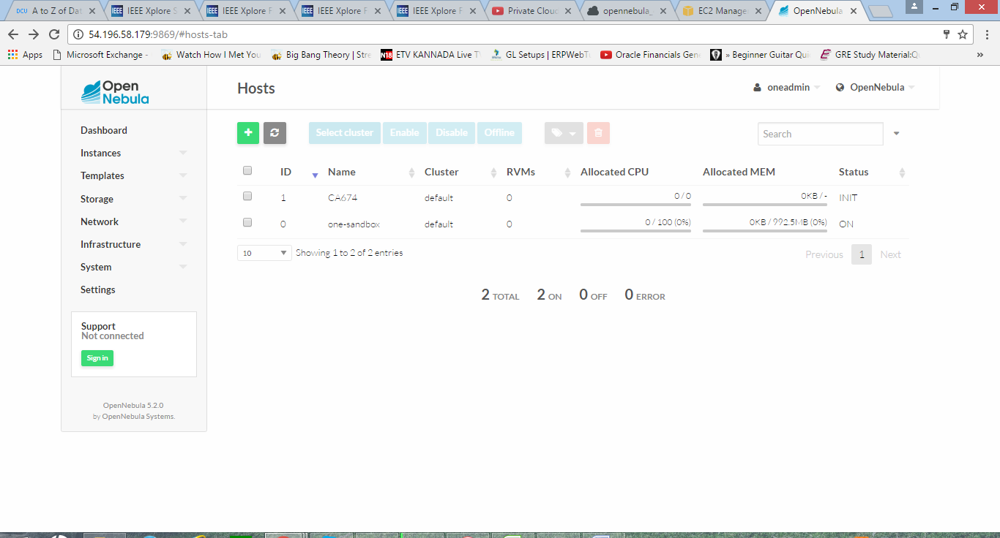 A to Z of Dat
IEEE Xplore S
IEEE Xplore F
IEEE Xplore F
IEEE Xplore F
Private Cloud
opennebula_
EC2 Manage
OpenNebula
54.196.58.179:9869/#hosts-tab
Apps
Microsoft Exchange -
Watch How I Met You
Big Bang Theory | Stre
ETV KANNADA Live T
GL Setups | ERPWebT
Oracle Financials Gen
» Beginner Guitar Qui
GRE Study Material:Q
»
Open
Nebula
Hosts
oneadmin
OpenNebula
Dashboard
Instances
Templates
Storage
Network
Infrastructure
System
Settings
Support
Not connected
Sign in
OpenNebula 5.2.0
by OpenNebula Systems.
Select cluster Enable Disable Offline
Search
ID Name Cluster RVMs Allocated CPU Allocated MEM Status
1 CA674 default 0 0 / 0 0KB / - INIT
0 one-sandbox default 0 0 / 100 (0%) 0KB / 992.5MB (0%) ON
10 Showing 1 to 2 of 2 entries
Previous 1 Next
2 TOTAL 2 ON 0 OFF 0 ERROR